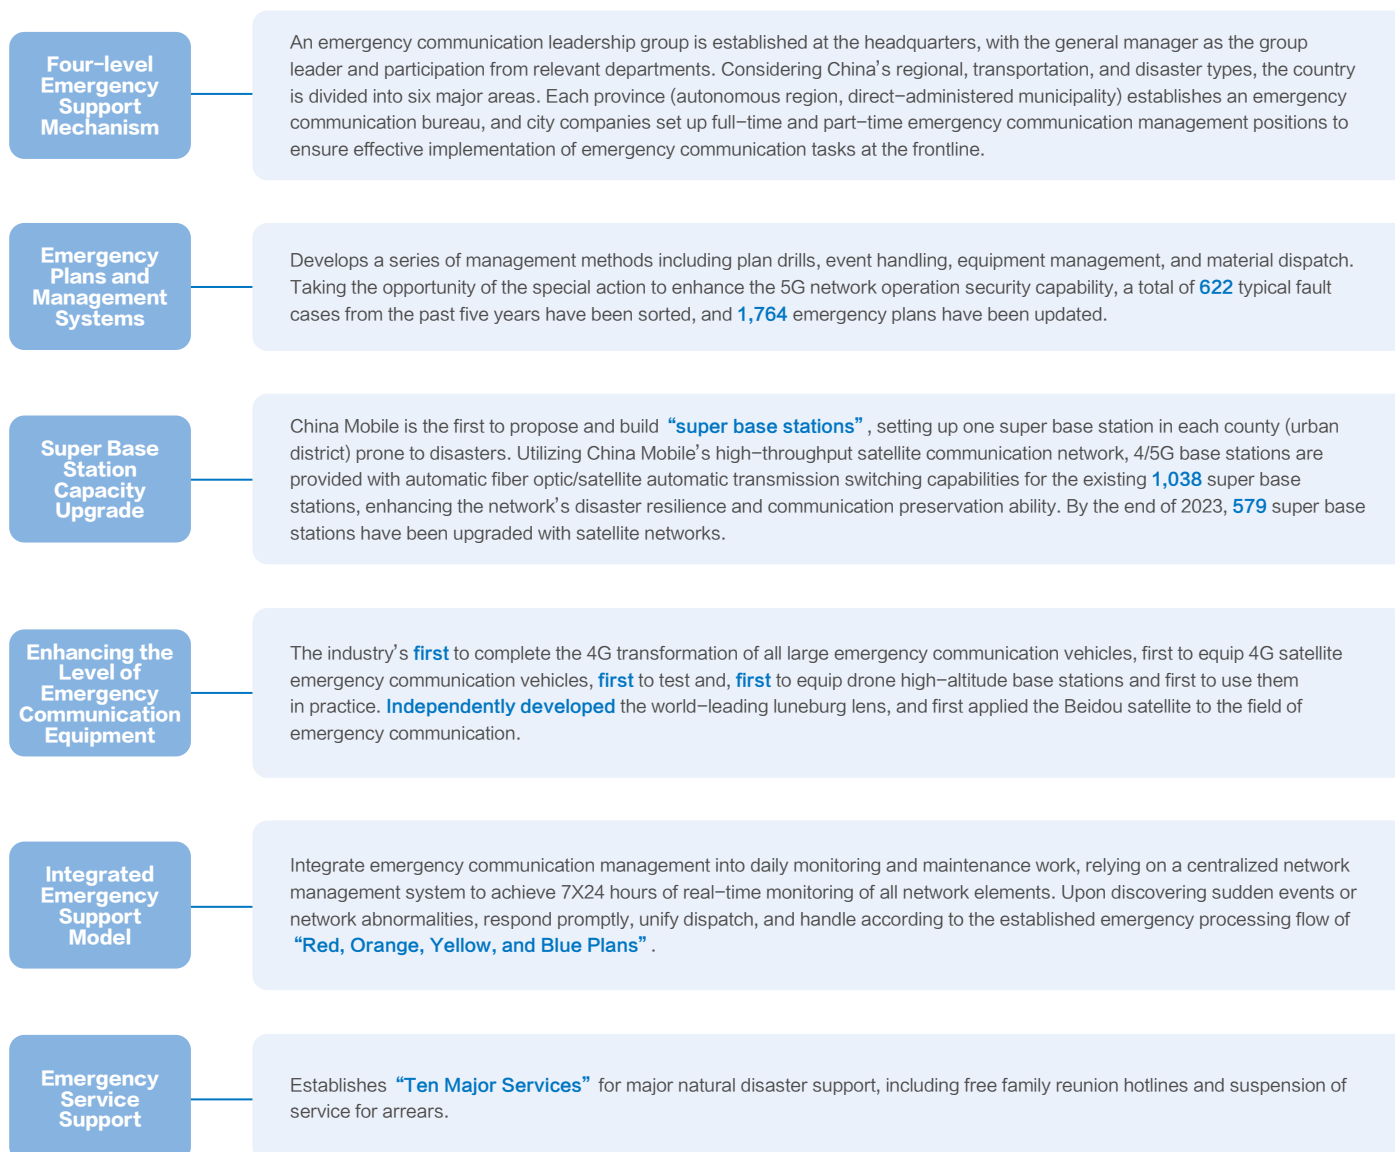 Four-level
Emergency
Support
Mechanism
An emergency communication leadership group is established at the headquarters, with the general manager as the group
leader and participation from relevant departments. Considering China's regional, transportation, and disaster types, the country
is divided into six major areas. Each province (autonomous region, direct-administered municipality) establishes an emergency
communication bureau, and city companies set up full-time and part-time emergency communication management positions to
ensure effective implementation of emergency communication tasks at the frontline.
Emergency
Plans and
Management
Systems
Develops a series of management methods including plan drills, event handling, equipment management, and material dispatch.
Taking the opportunity of the special action to enhance the 5G network operation security capability, a total of 622 typical fault
cases from the past five years have been sorted, and 1,764 emergency plans have been updated.
Super Base
Station
Capacity
Upgrade
China Mobile is the first to propose and build “super base stations”, setting up one super base station in each county (urban
district) prone to disasters. Utilizing China Mobile's high-throughput satellite communication network, 4/5G base stations are
provided with automatic fiber optic/satellite automatic transmission switching capabilities for the existing 1,038 super base
stations, enhancing the network's disaster resilience and communication preservation ability. By the end of 2023, 579 super base
stations have been upgraded with satellite networks.
Enhancing the
Level of
Emergency
Communication
Equipment
The industry's first to complete the 4G transformation of all large emergency communication vehicles, first to equip 4G satellite
emergency communication vehicles, first to test and, first to equip drone high-altitude base stations and first to use them
in practice. Independently developed the world-leading luneburg lens, and first applied the Beidou satellite to the field of
emergency communication.
Integrated
Emergency
Support
Model
Integrate emergency communication management into daily monitoring and maintenance work, relying on a centralized network
management system to achieve 7X24 hours of real-time monitoring of all network elements. Upon discovering sudden events or
network abnormalities, respond promptly, unify dispatch, and handle according to the established emergency processing flow of
“Red, Orange, Yellow, and Blue Plans”.
Emergency
Service
Support
Establishes “Ten Major Services” for major natural disaster support, including free family reunion hotlines and suspension of
service for arrears.